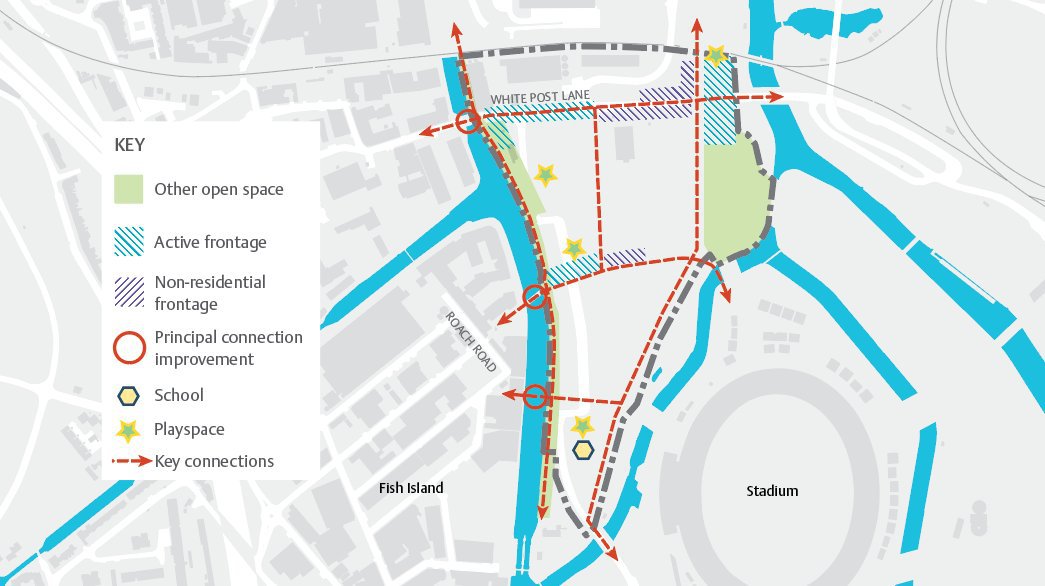 WHITE POST LANE
KEY
Other open space
Active frontage
Non-residential
frontage
Principal connection
improvement
School
Playspace
Key connections
ROACH ROAD
Fish Island
Stadium